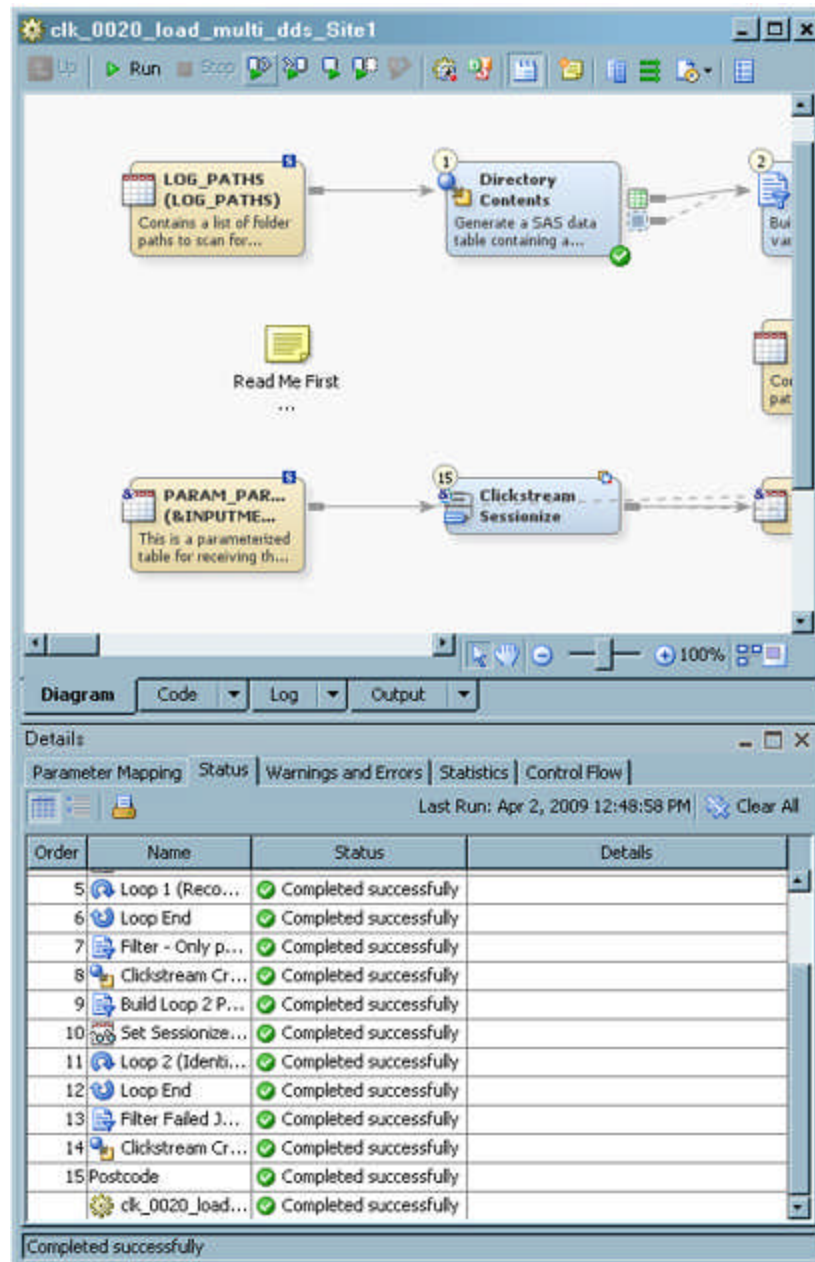 clk_0020_load_multi_dds_Site1
Up Run Stop
LOG_PATHS
(LOG_PATHS)
Contains a list of folder
paths to scan for...
1
Directory
Contents
Generate a SAS data
table containing a...
2
Bui
var
Read Me First
...
Co
pat
PARAM_PAR...
(&INPUTME...
This is a parameterized
table for receiving th...
15
Clickstream
Sessionize
100%
Diagram Code Log Output
Details
Parameter Mapping Status Warnings and Errors Statistics Control Flow
Last Run: Apr 2, 2009 12:48:58 PM Clear All
Order Name Status Details
5 Loop 1 (Reco... Completed successfully
6 Loop End Completed successfully
7 Filter - Only p... Completed successfully
8 Clickstream Cr... Completed successfully
9 Build Loop 2 P... Completed successfully
10 Set Sessionize... Completed successfully
11 Loop 2 (Identi... Completed successfully
12 Loop End Completed successfully
13 Filter Failed J... Completed successfully
14 Clickstream Cr... Completed successfully
15 Postcode Completed successfully
clk_0020_load... Completed successfully
Completed successfully